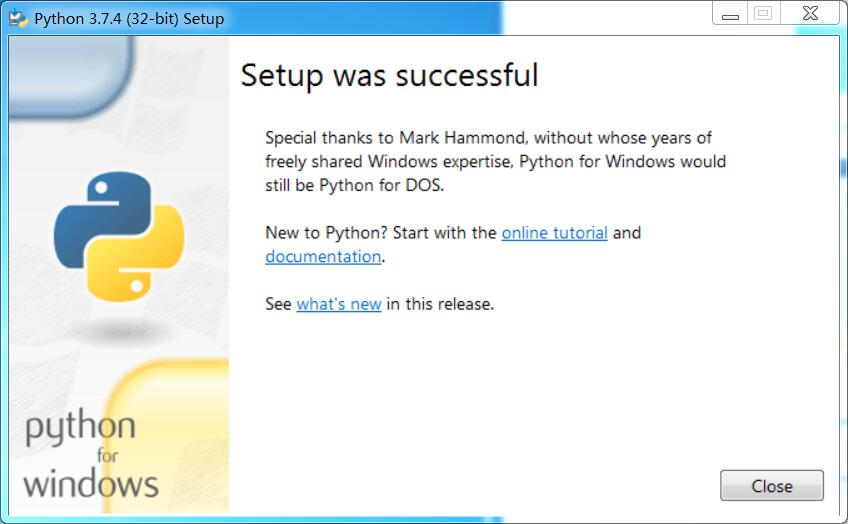 Python 3.7.4 (32-bit) Setup
Setup was successful
Special thanks to Mark Hammond, without whose years of
freely shared Windows expertise, Python for Windows would
still be Python for DOS.
New to Python? Start with the online tutorial and
documentation.
See what's new in this release.
python
for
windows
Close